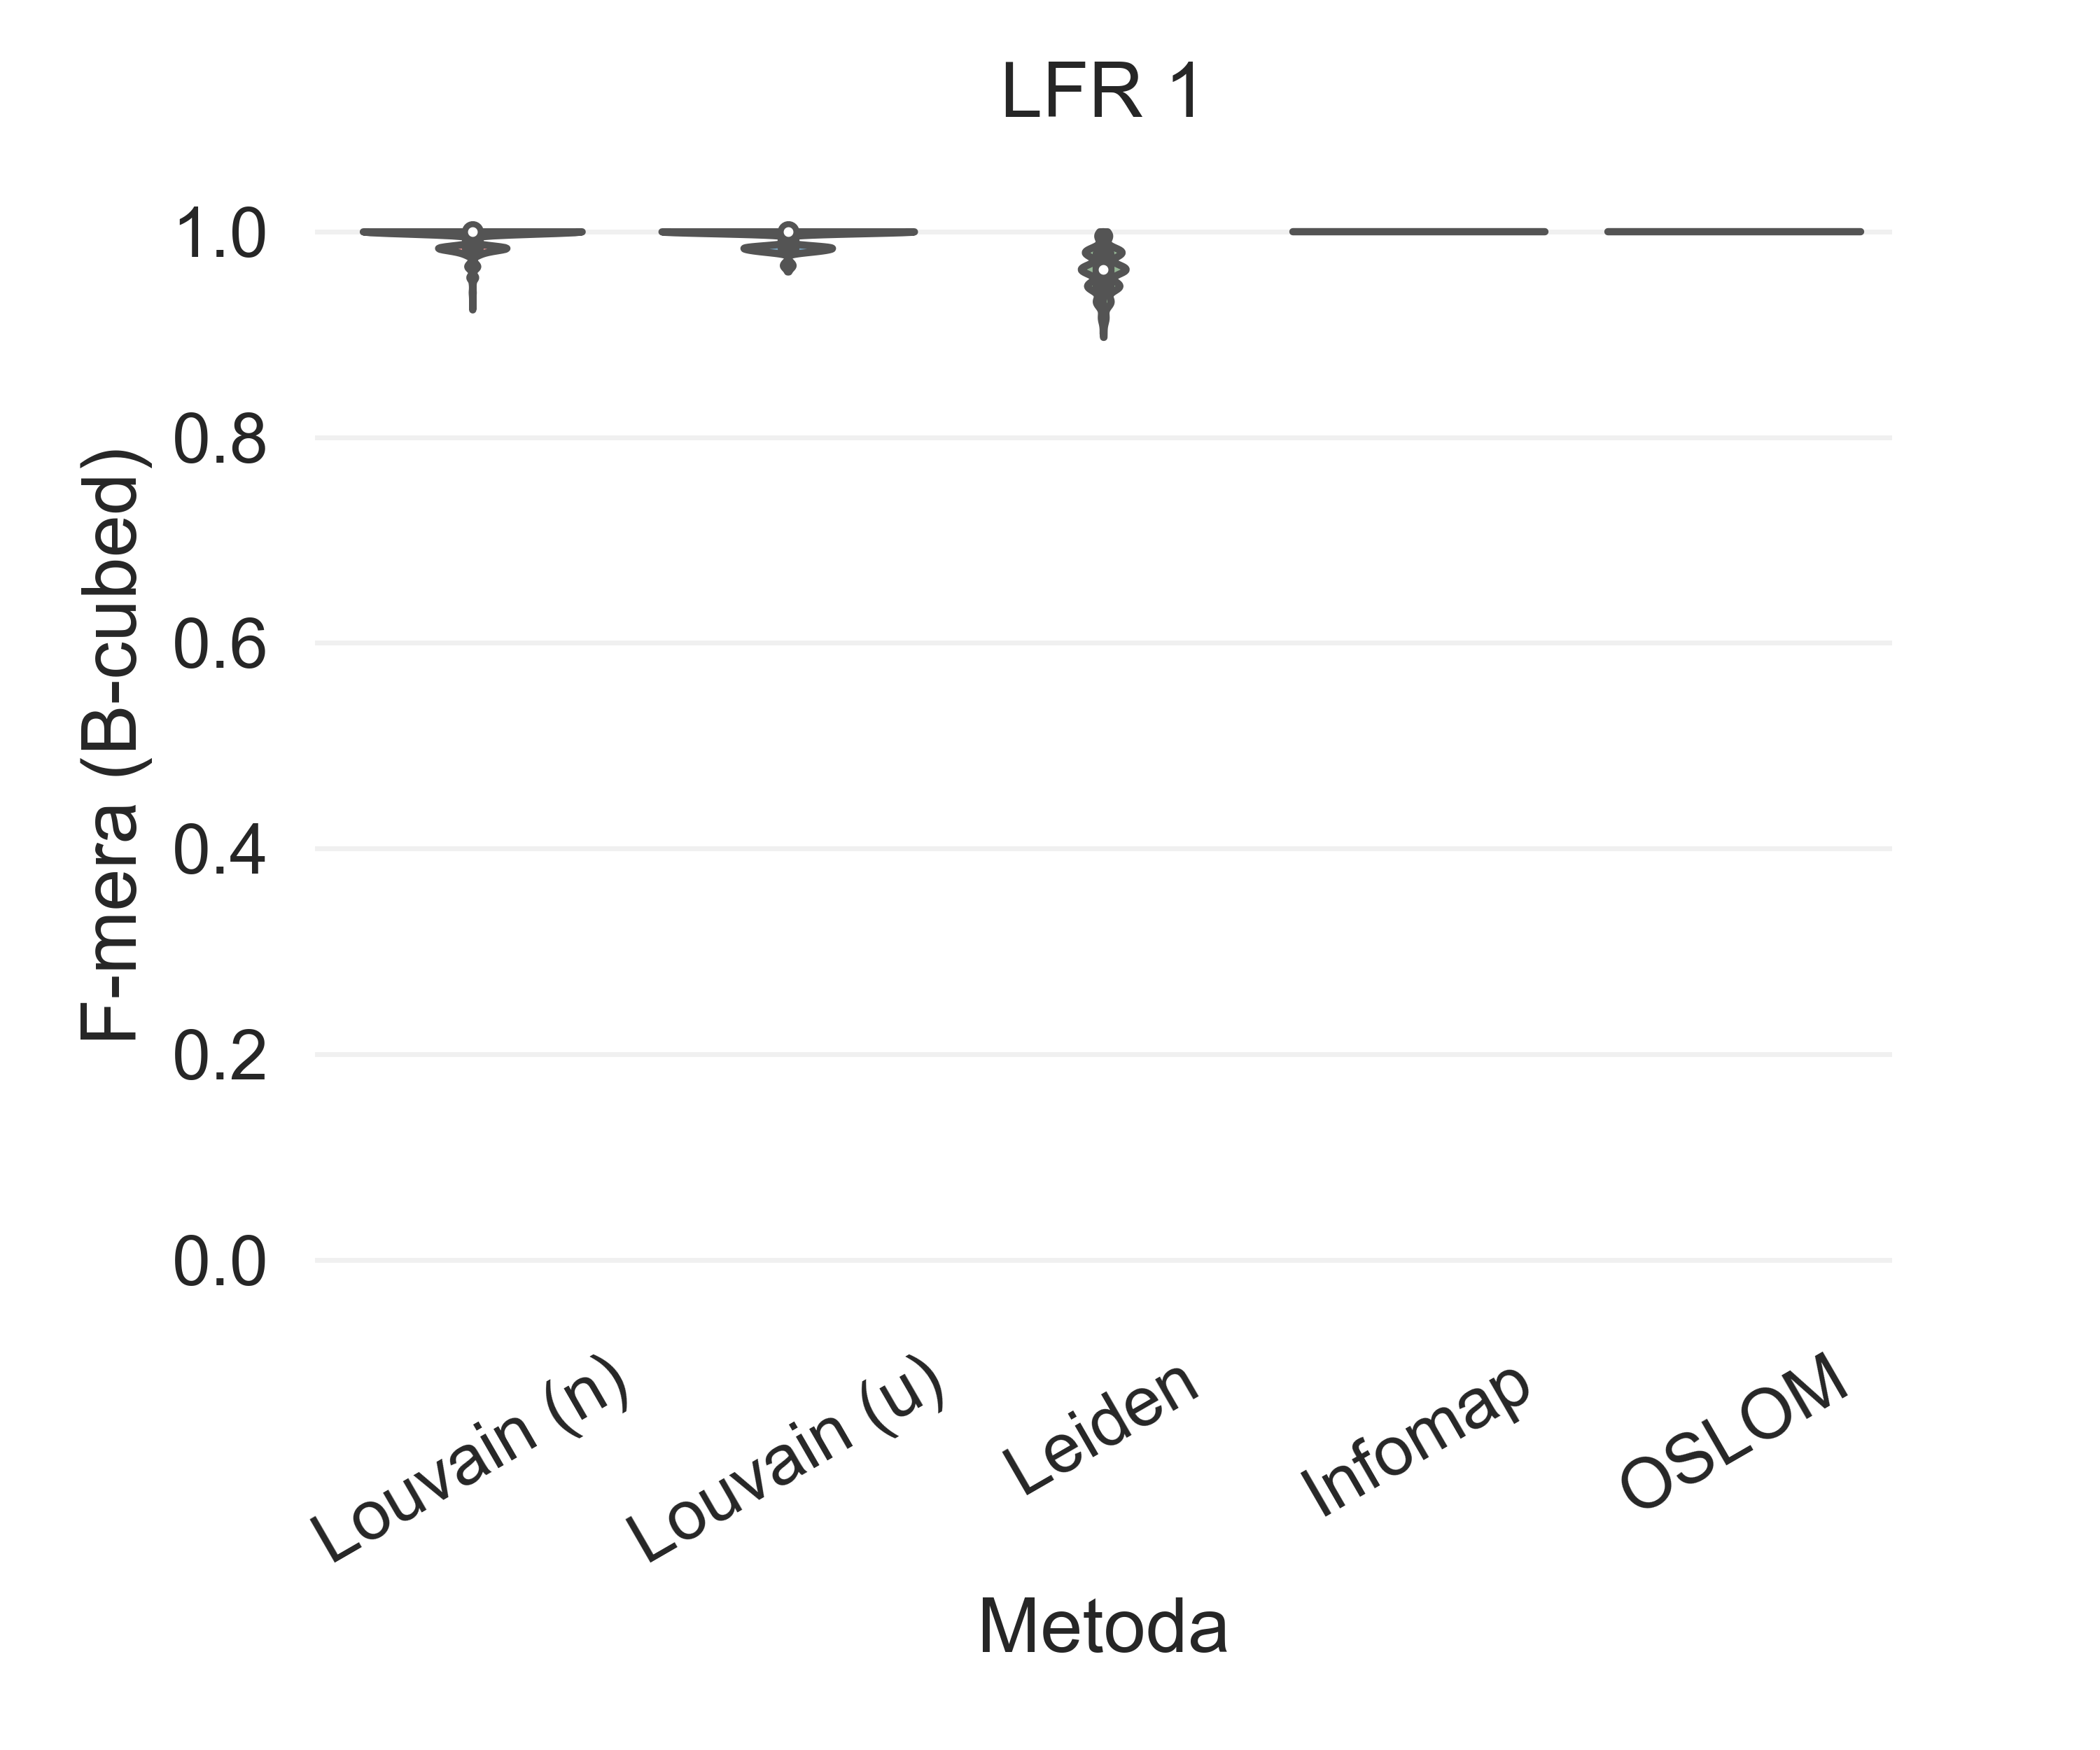 LFR 1
F-mera (B-cubed)
1.0
0.8
0.6
0.4
0.2
0.0
Louvain (n)
Louvain (u)
Leiden
Infomap
OSLOM
Metoda